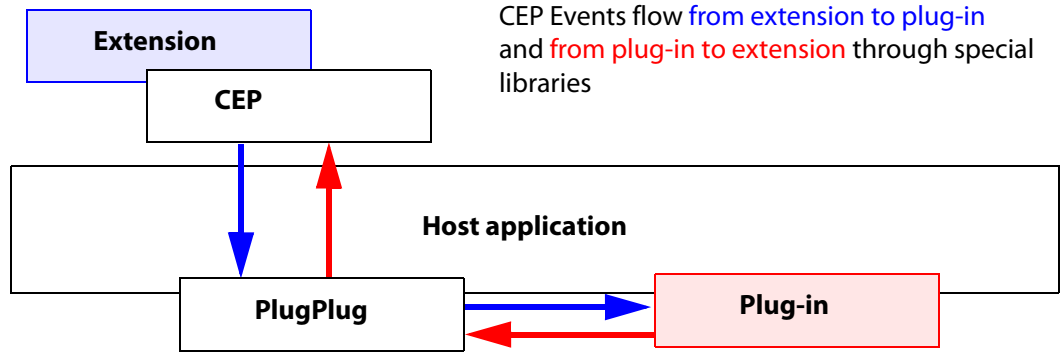 CEP Events flow from extension to plug-in
and from plug-in to extension through special
libraries
Extension
CEP
Host application
PlugPlug
Plug-in